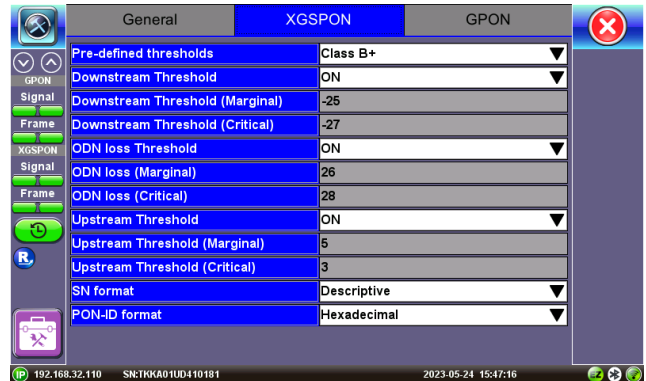 General XGSPON GPON
Pre-defined thresholds Class B+
Downstream Threshold ON
Downstream Threshold (Marginal) -25
Downstream Threshold (Critical) -27
ODN loss Threshold ON
ODN loss (Marginal) 26
ODN loss (Critical) 28
Upstream Threshold ON
Upstream Threshold (Marginal) 5
Upstream Threshold (Critical) 3
SN format Descriptive
PON-ID format Hexadecimal
GPON
Signal
Frame
XGSPON
Signal
Frame
R
IP 192.168.32.110 SN:TKKA01UD410181 2023-05-24 15:47:16